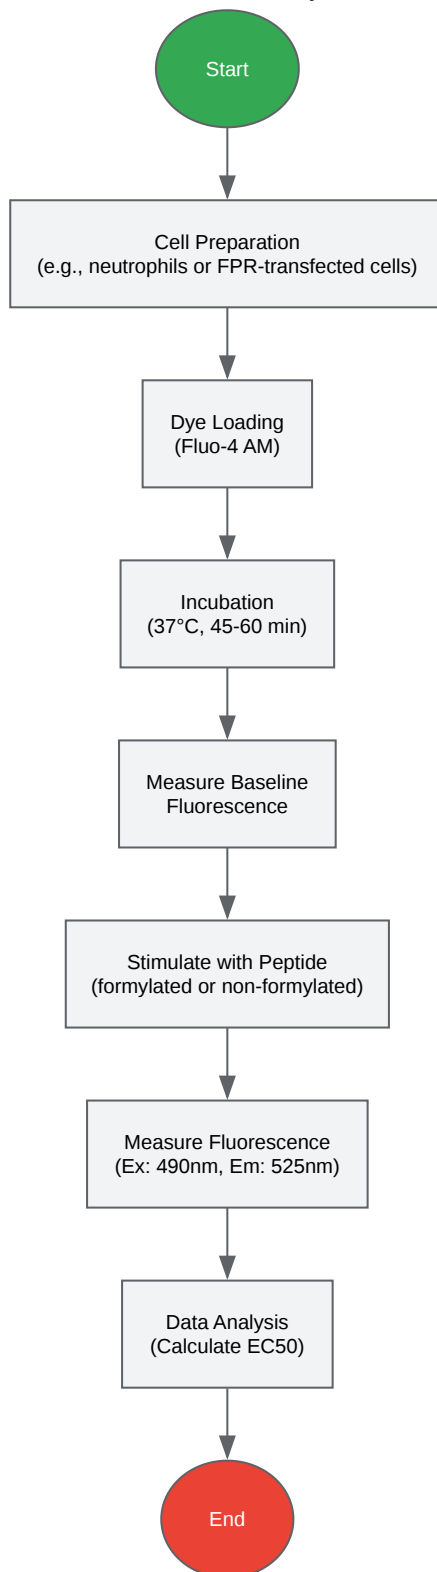 Start
Cell Preparation
(e.g., neutrophils or FPR-transfected cells)
Dye Loading
(Fluo-4 AM)
Incubation
(37°C, 45-60 min)
Measure Baseline
Fluorescence
Stimulate with Peptide
(formylated or non-formylated)
Measure Fluorescence
(Ex: 490nm, Em: 525nm)
Data Analysis
(Calculate EC50)
End